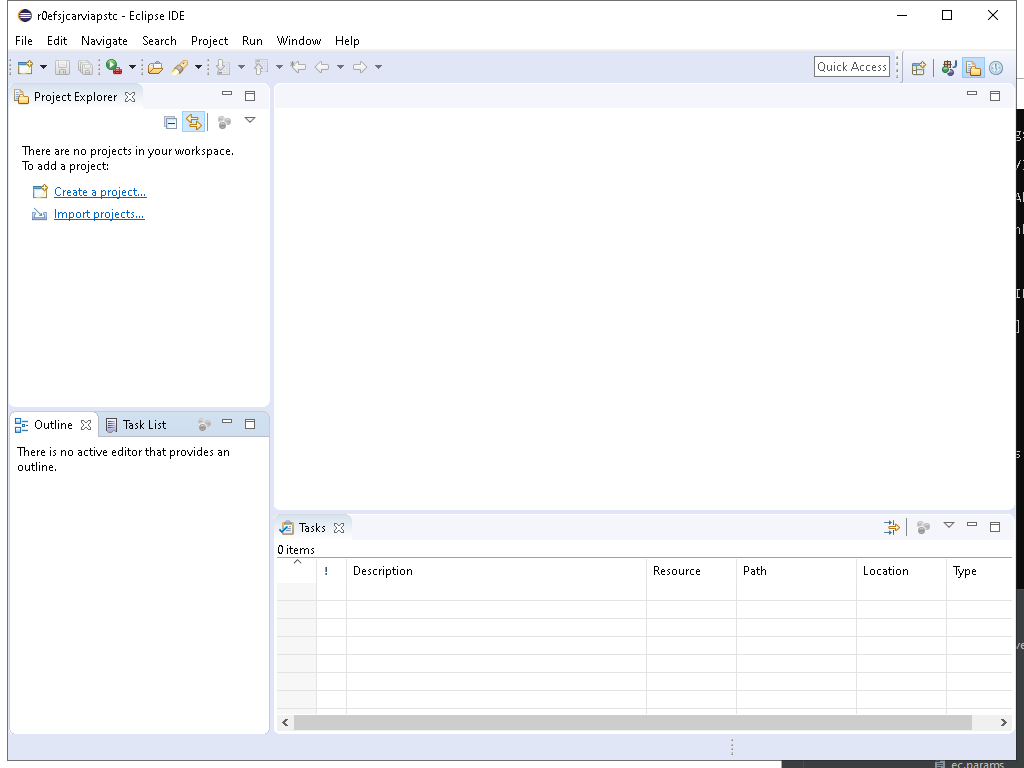 r0efsjcarviapstc - Eclipse IDE
File Edit Navigate Search Project Run Window Help
Quick Access
Project Explorer
There are no projects in your workspace.
To add a project:
Create a project...
Import projects...
Outline Task List
There is no active editor that provides an
outline.
Tasks
0 items
! Description Resource Path Location Type
ec.params